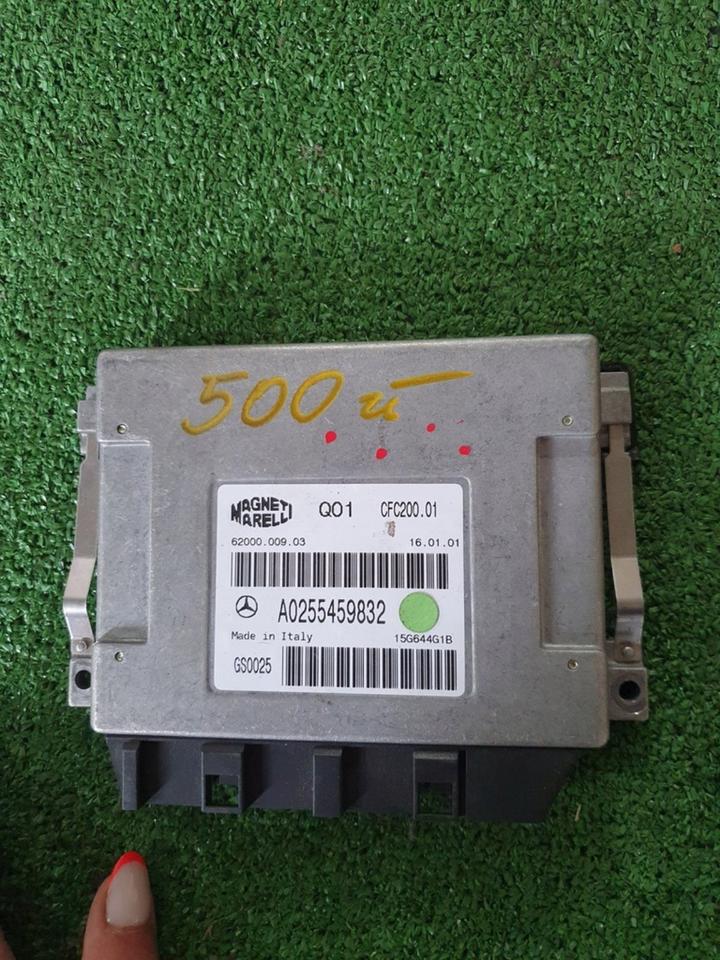 500 и
MAGNETI MARELLI Q01 CFC200.01
62000.009.03 16.01.01
A0255459832
Made in Italy 15G644G1B
GS0025